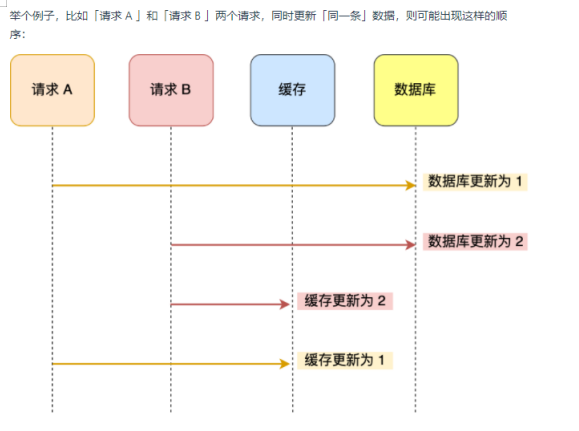 举个例子，比如「请求 A 」和「请求 B 」两个请求，同时更新「同一条」数据，则可能出现这样的顺
序：
请求 A
请求 B
缓存
数据库
数据库更新为 1
数据库更新为 2
缓存更新为 2
缓存更新为 1